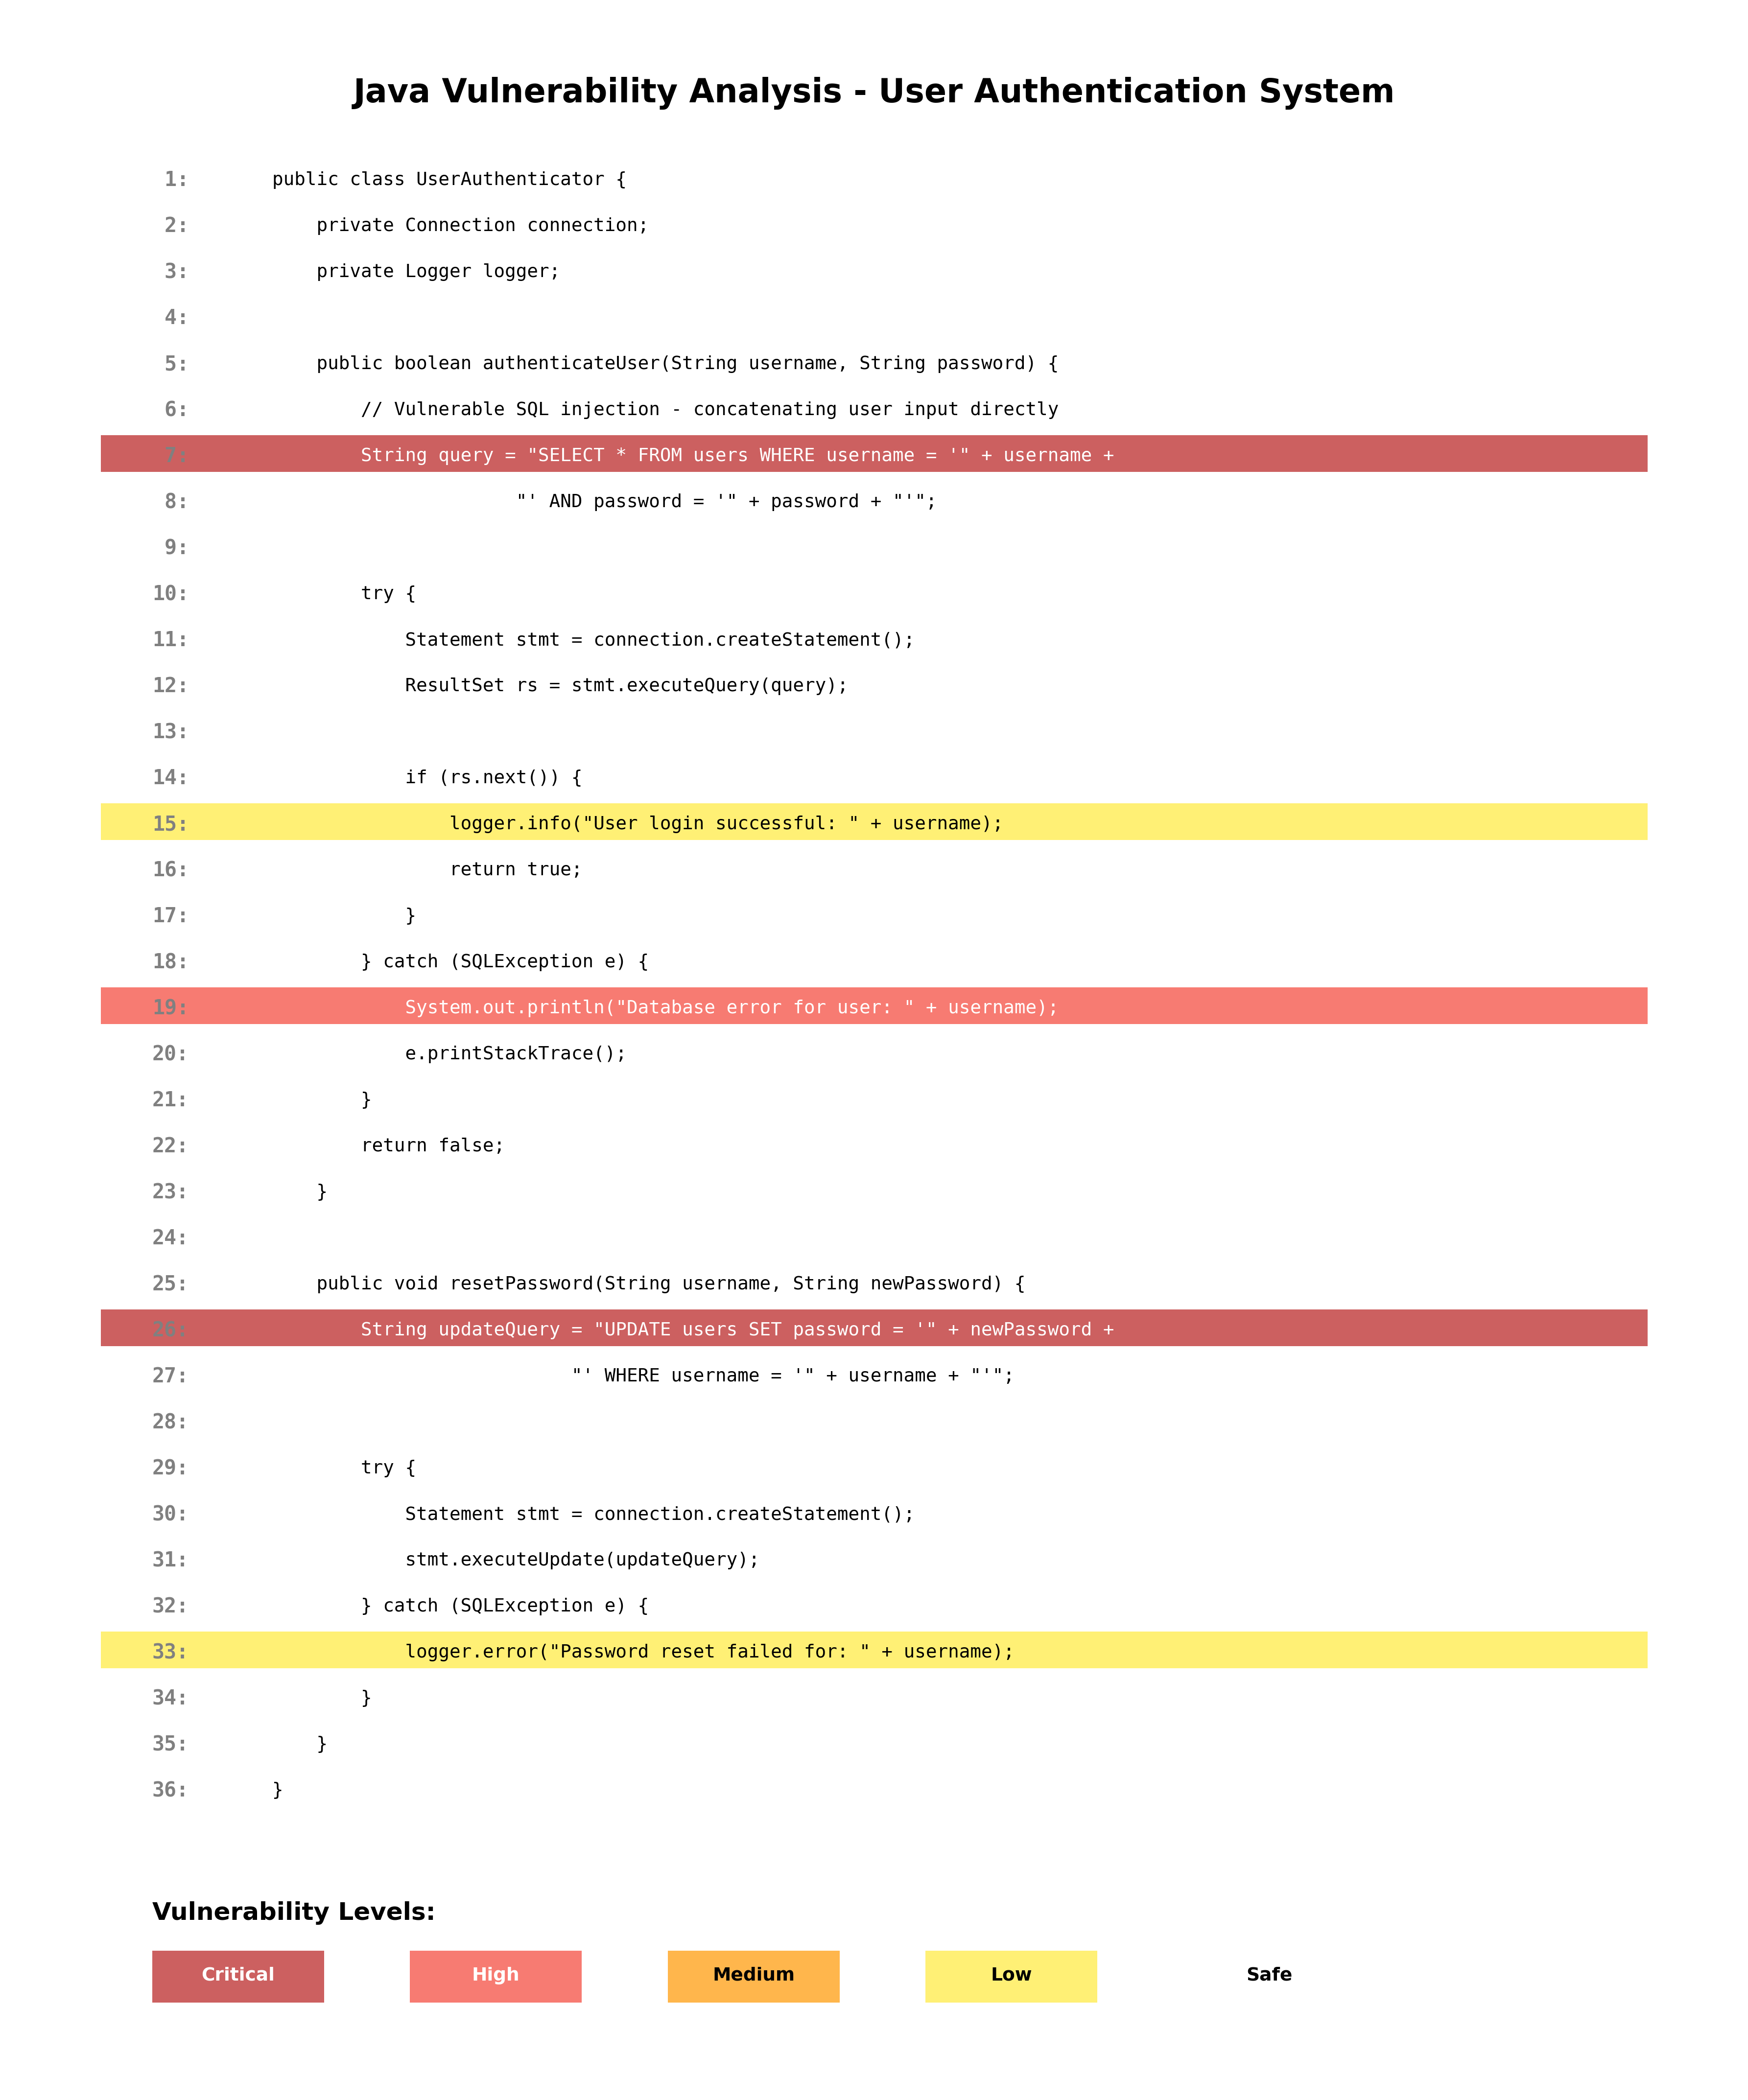 Java Vulnerability Analysis - User Authentication System
1: public class UserAuthenticator {
2:     private Connection connection;
3:     private Logger logger;
4:
5:     public boolean authenticateUser(String username, String password) {
6:         // Vulnerable SQL injection - concatenating user input directly
7:         String query = "SELECT * FROM users WHERE username = '" + username +
8:                       "' AND password = '" + password + "'";
9:
10:         try {
11:             Statement stmt = connection.createStatement();
12:             ResultSet rs = stmt.executeQuery(query);
13:
14:             if (rs.next()) {
15:                 logger.info("User login successful: " + username);
16:                 return true;
17:             }
18:         } catch (SQLException e) {
19:             System.out.println("Database error for user: " + username);
20:             e.printStackTrace();
21:         }
22:         return false;
23:     }
24:
25:     public void resetPassword(String username, String newPassword) {
26:         String updateQuery = "UPDATE users SET password = '" + newPassword +
27:                            "' WHERE username = '" + username + "'";
28:
29:         try {
30:             Statement stmt = connection.createStatement();
31:             stmt.executeUpdate(updateQuery);
32:         } catch (SQLException e) {
33:             logger.error("Password reset failed for: " + username);
34:         }
35:     }
36: }
Vulnerability Levels:
Critical High Medium Low Safe